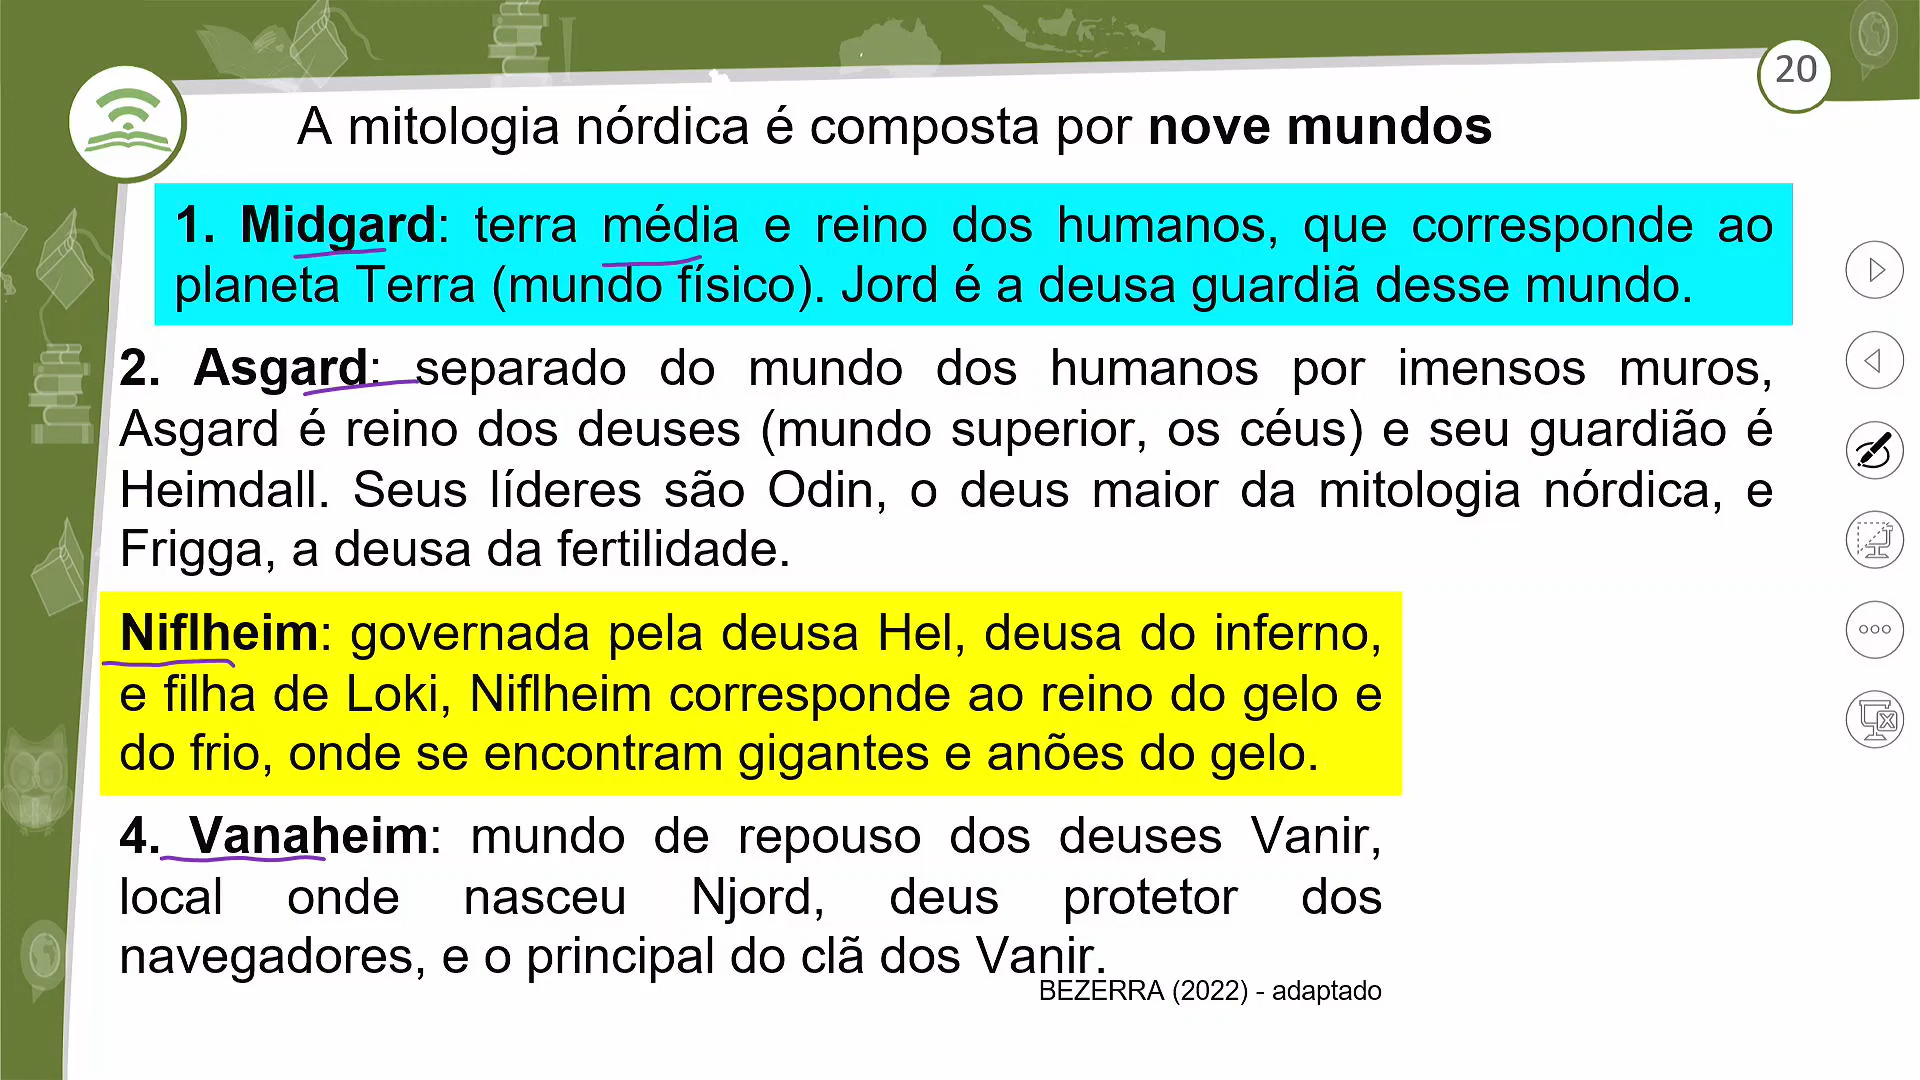 20
A mitologia nórdica é composta por nove mundos
1. Midgard: terra média e reino dos humanos, que corresponde ao
planeta Terra (mundo físico). Jord é a deusa guardiã desse mundo.
2. Asgard: separado do mundo dos humanos por imensos muros,
Asgard é reino dos deuses (mundo superior, os céus) e seu guardião é
Heimdall. Seus líderes são Odin, o deus maior da mitologia nórdica, e
Frigga, a deusa da fertilidade.
Niflheim: governada pela deusa Hel, deusa do inferno,
e filha de Loki, Niflheim corresponde ao reino do gelo e
do frio, onde se encontram gigantes e anões do gelo.
4. Vanaheim: mundo de repouso dos deuses Vanir,
local onde nasceu Njord, deus protetor dos
navegadores, e o principal do clã dos Vanir.
BEZERRA (2022) - adaptado